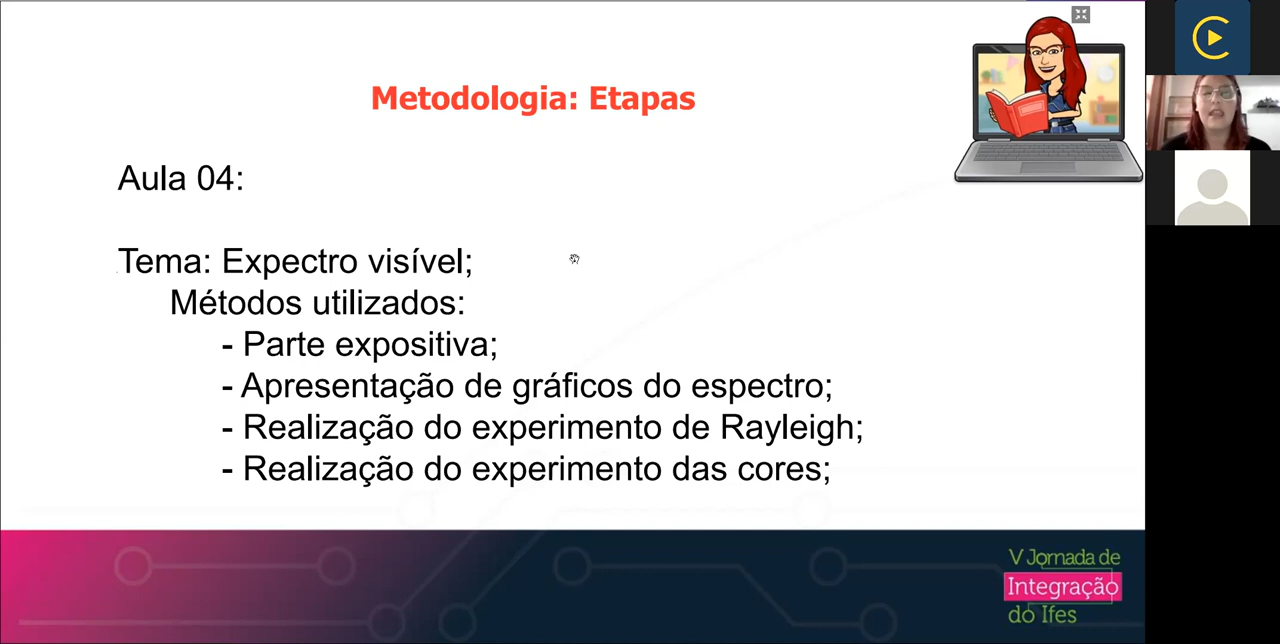 Metodologia: Etapas
Aula 04:
Tema: Expectro visível;
Métodos utilizados:
- Parte expositiva;
- Apresentação de gráficos do espectro;
- Realização do experimento de Rayleigh;
- Realização do experimento das cores;
V Jornada de
Integração
do Ifes